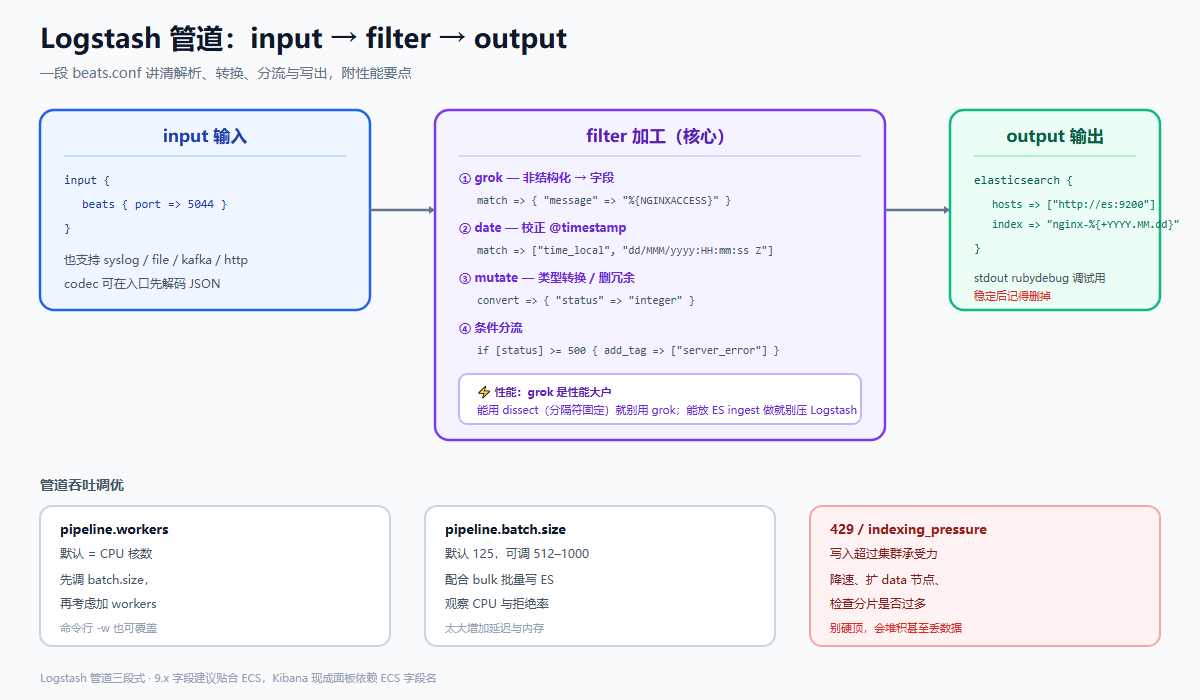 Logstash 管道：input → filter → output
一段 beats.conf 讲清解析、转换、分流与写出，附性能要点
input 输入
input {
beats { port => 5044 }
}
也支持 syslog / file / kafka / http
codec 可在入口先解码 JSON
filter 加工（核心）
① grok — 非结构化 → 字段
match => { "message" => "%{NGINXACCESS}" }
② date — 校正 @timestamp
match => ["time_local", "dd/MMM/yyyy:HH:mm:ss Z"]
③ mutate — 类型转换 / 删冗余
convert => { "status" => "integer" }
④ 条件分流
if [status] >= 500 { add_tag => ["server_error"] }
⚡ 性能：grok 是性能大户
能用 dissect（分隔符固定）就别用 grok；能放 ES ingest 做就别压 Logstash
output 输出
elasticsearch {
hosts => ["http://es:9200"]
index => "nginx-%{+YYYY.MM.dd}"
}
stdout rubydebug 调试用
稳定后记得删掉
管道吞吐调优
pipeline.workers
默认 = CPU 核数
先调 batch.size，
再考虑加 workers
命令行 -w 也可覆盖
pipeline.batch.size
默认 125，可调 512–1000
配合 bulk 批量写 ES
观察 CPU 与拒绝率
太大增加延迟与内存
429 / indexing_pressure
写入超过集群承受力
降速、扩 data 节点、
检查分片是否过多
别硬顶，会堆积甚至丢数据
Logstash 管道三段式 · 9.x 字段建议贴合 ECS，Kibana 现成面板依赖 ECS 字段名